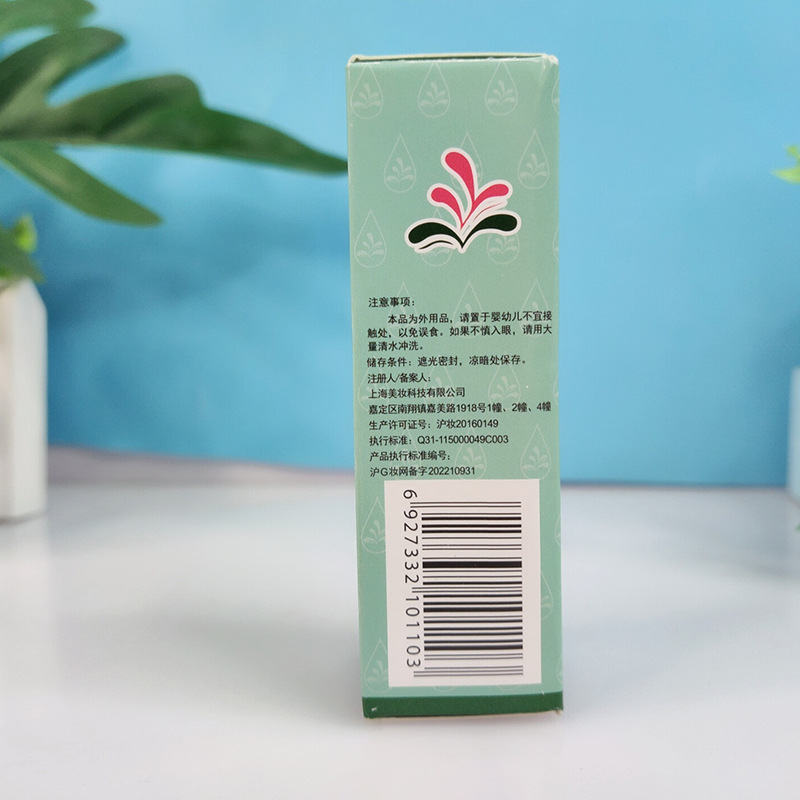 注意事项：
本品为外用品，请置于婴幼儿不宜接
触处，以免误食。如果不慎入眼，请用大
量清水冲洗。
储存条件：遮光密封，凉暗处保存。
注册人/备案人：
上海美妆科技有限公司
嘉定区南翔镇嘉美路1918号1幢、2幢、4幢
生产许可证号：沪妆20160149
执行标准：Q31-115000049C003
产品执行标准编号：
沪G妆网备字202210931
6 927332 101103